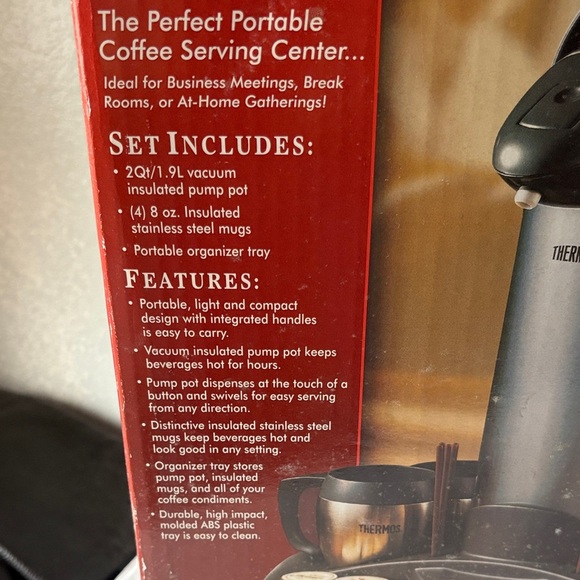 The Perfect Portable
Coffee Serving Center...
Ideal for Business Meetings, Break
Rooms, or At-Home Gatherings!
SET INCLUDES:
• 2Qt/1.9L vacuum
insulated pump pot
• (4) 8 oz. Insulated
stainless steel mugs
• Portable organizer tray
FEATURES:
• Portable, light and compact
design with integrated handles
is easy to carry.
• Vacuum insulated pump pot keeps
beverages hot for hours.
• Pump pot dispenses at the touch of a
button and swivels for easy serving
from any direction.
• Distinctive insulated stainless steel
mugs keep beverages hot and
look good in any setting.
• Organizer tray stores
pump pot, insulated
mugs, and all of your
coffee condiments.
• Durable, high impact,
molded ABS plastic
tray is easy to clean.
THERM
THERMOS